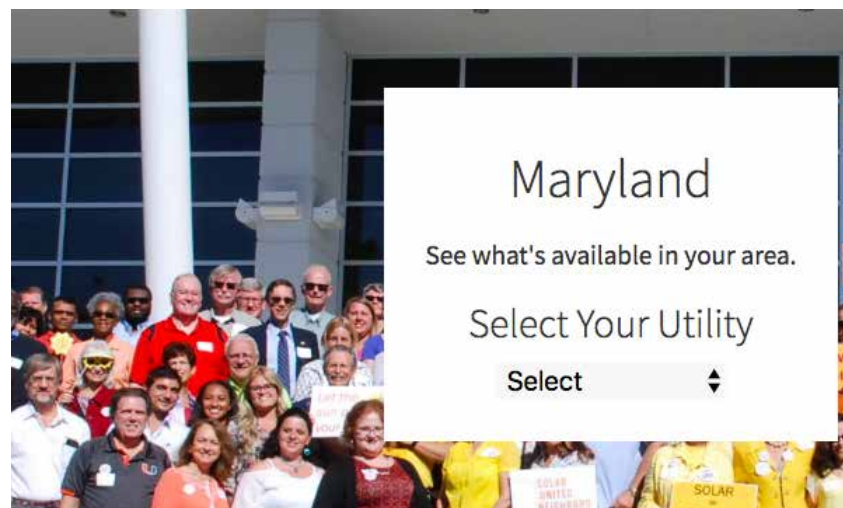 Maryland
See what's available in your area.
Select Your Utility
Select
SOLAR
UNITED
NEIGHBORS
SOLAR